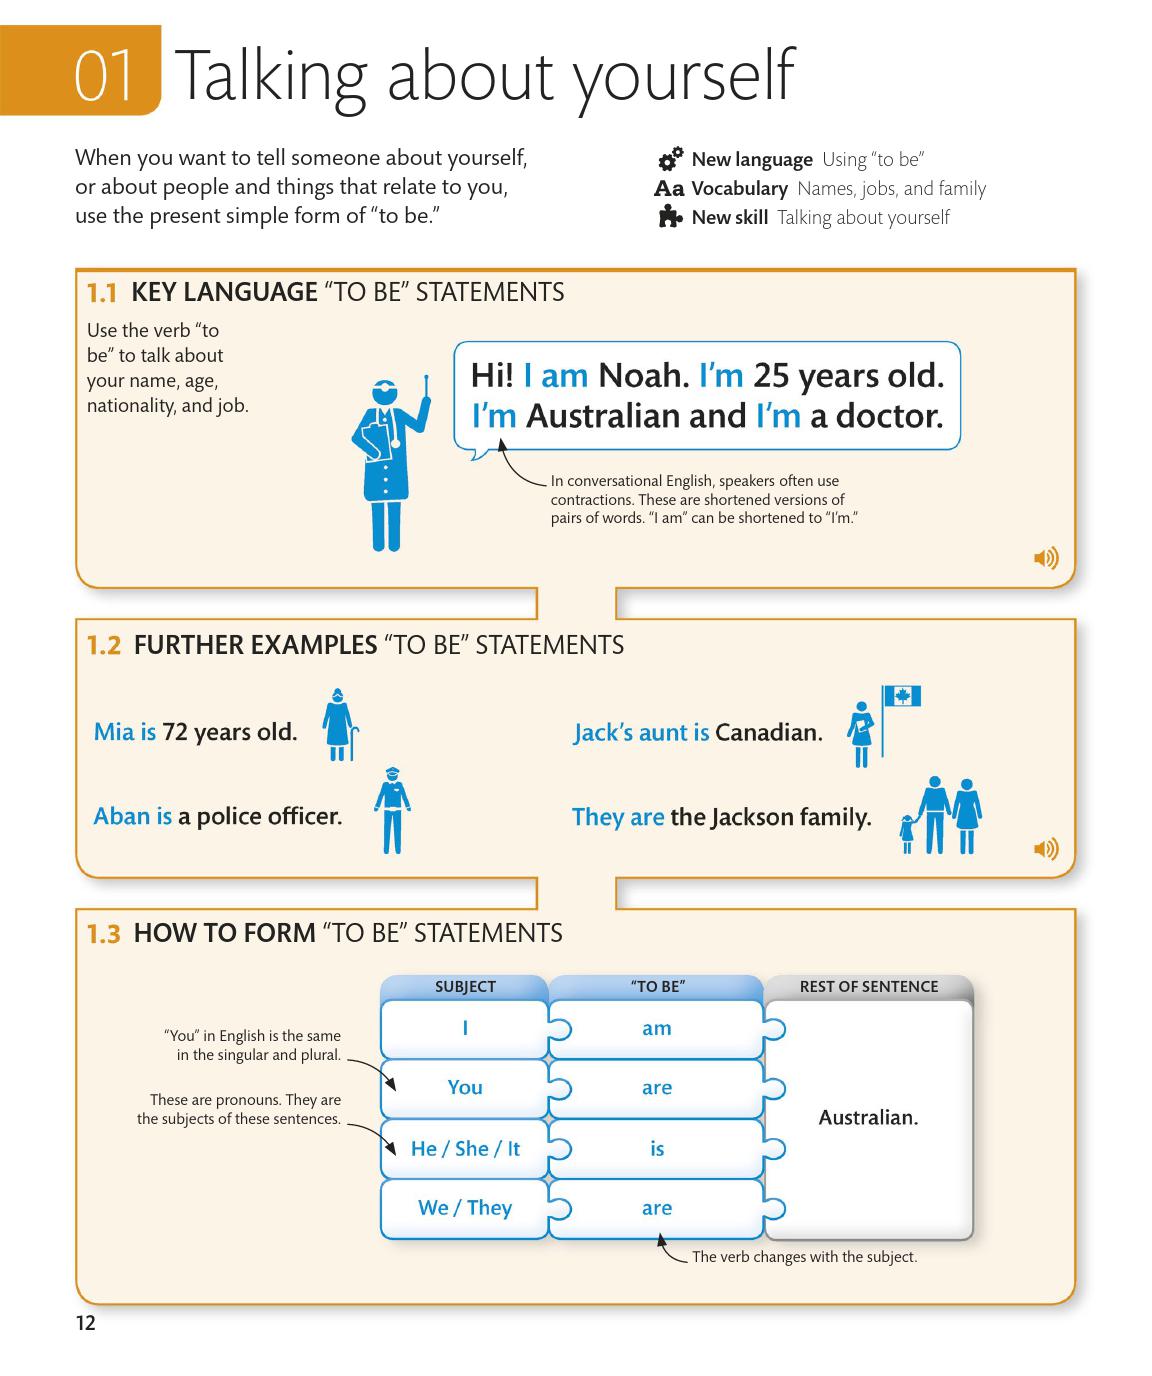 01 Talking about yourself
When you want to tell someone about yourself,
or about people and things that relate to you,
use the present simple form of “to be.”
New language Using “to be”
Aa Vocabulary Names, jobs, and family
New skill Talking about yourself
1.1 KEY LANGUAGE “TO BE” STATEMENTS
Use the verb “to
be” to talk about
your name, age,
nationality, and job.
Hi! I am Noah. I’m 25 years old.
I’m Australian and I’m a doctor.
In conversational English, speakers often use
contractions. These are shortened versions of
pairs of words. “I am” can be shortened to “I’m.”
1.2 FURTHER EXAMPLES “TO BE” STATEMENTS
Mia is 72 years old.
Jack’s aunt is Canadian.
Aban is a police officer.
They are the Jackson family.
1.3 HOW TO FORM “TO BE” STATEMENTS
SUBJECT “TO BE” REST OF SENTENCE
“You” in English is the same
in the singular and plural.
These are pronouns. They are
the subjects of these sentences.
I am
You are
Australian.
He / She / It is
We / They are
The verb changes with the subject.
12